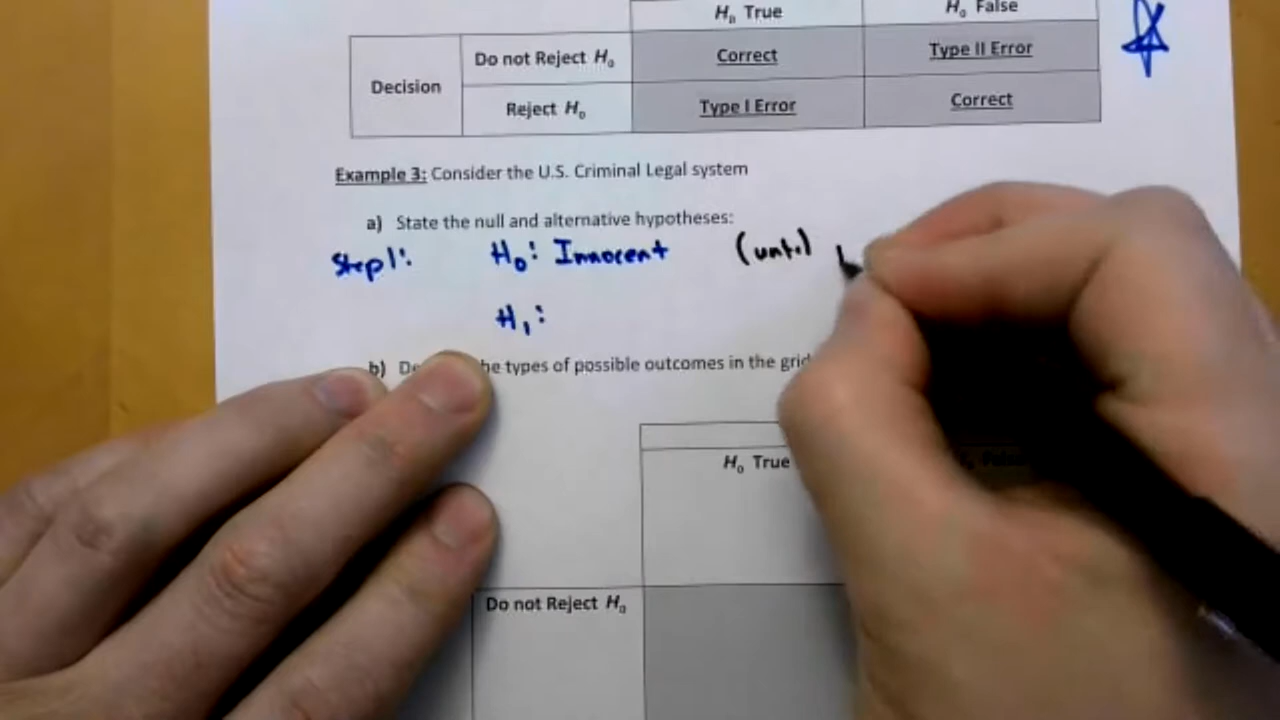 H₀ True H₀ False
Decision
Do not Reject H₀ Correct Type II Error
Reject H₀ Type I Error Correct
Example 3: Consider the U.S. Criminal Legal system
a) State the null and alternative hypotheses:
Step 1: H₀: Innocent (until
H₁:
b) he types of possible outcomes in the grid
H₀ True
Do not Reject H₀